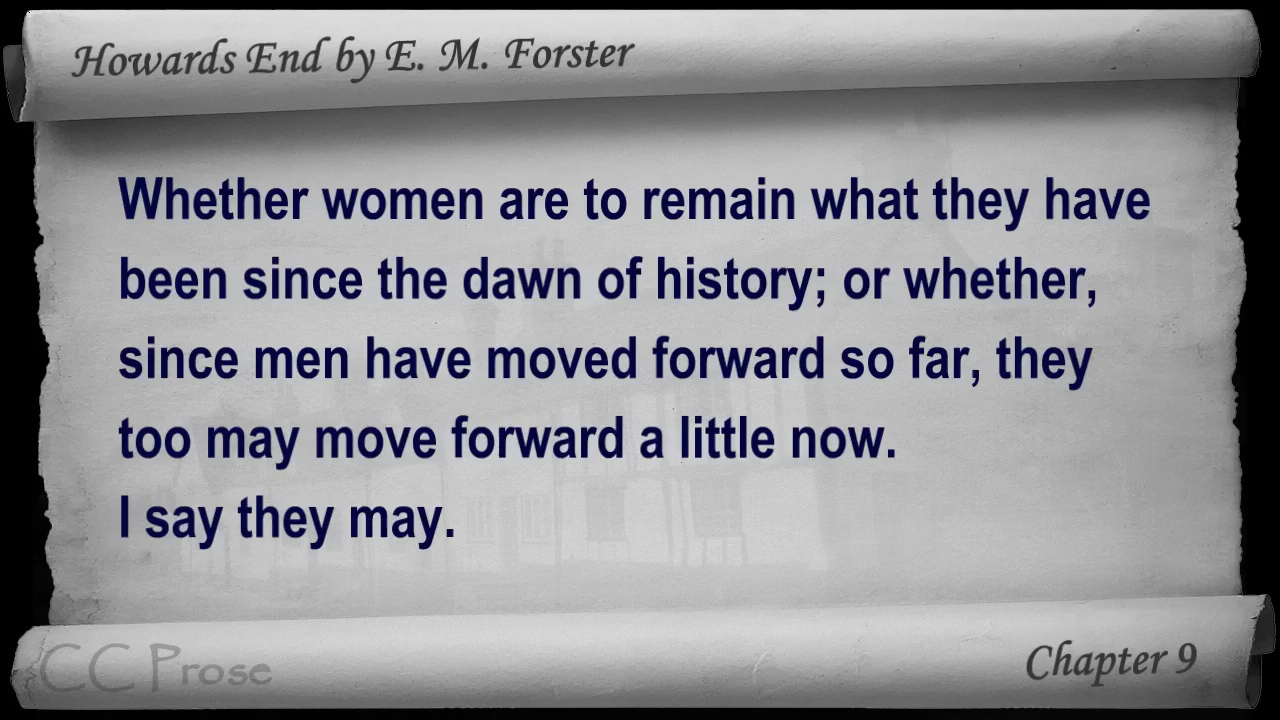 Howards End by E. M. Forster
Whether women are to remain what they have
been since the dawn of history; or whether,
since men have moved forward so far, they
too may move forward a little now.
I say they may.
CC Prose
Chapter 9